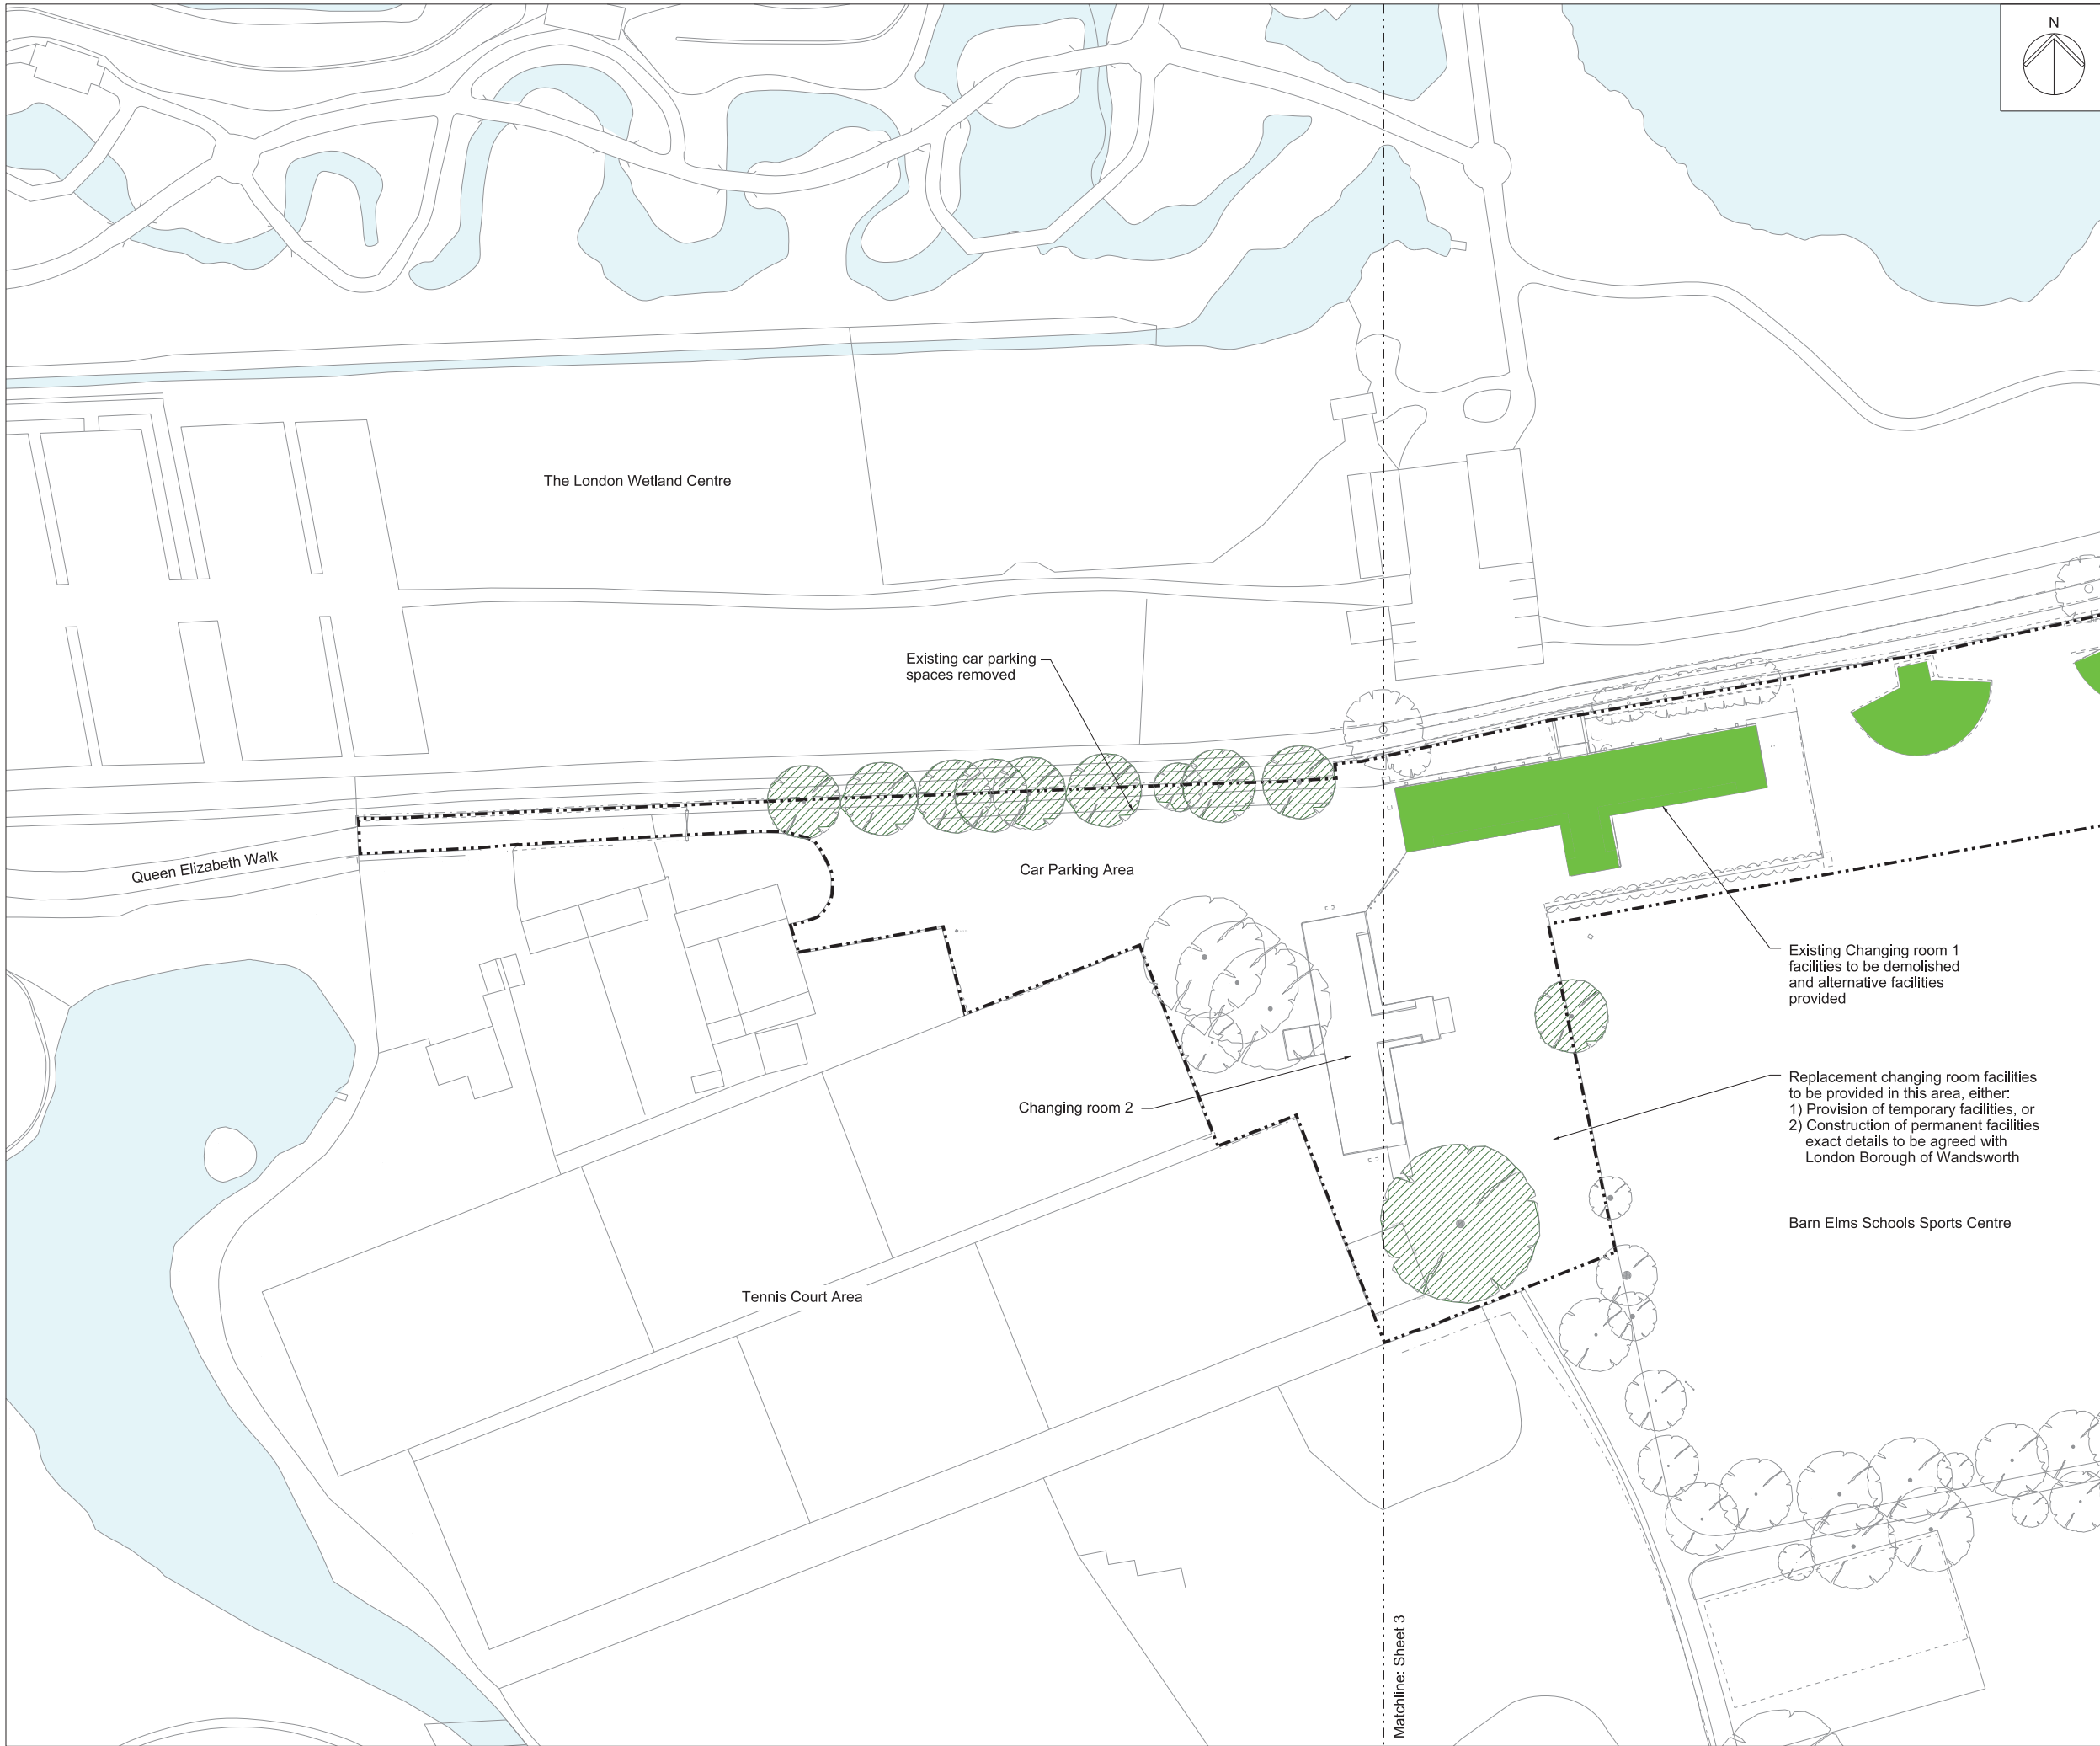 N
The London Wetland Centre
Existing car parking
spaces removed
Queen Elizabeth Walk
Car Parking Area
Existing Changing room 1
facilities to be demolished
and alternative facilities
provided
Changing room 2
Replacement changing room facilities
to be provided in this area, either:
1) Provision of temporary facilities, or
2) Construction of permanent facilities
exact details to be agreed with
London Borough of Wandsworth
Barn Elms Schools Sports Centre
Tennis Court Area
Matchline: Sheet 3